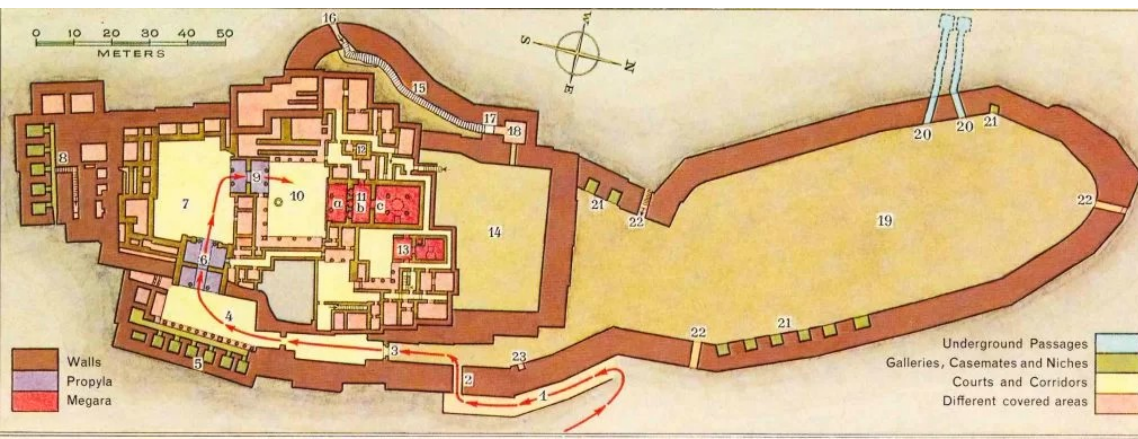 0 10 20 30 40 50
METERS
W
S
N
E
16
15
17
18
8
12
9
10
7
a
11
b
c
13
14
6
4
5
3
2
23
1
21
22
20
20
21
22
19
22
21
Walls
Propyla
Megara
Underground Passages
Galleries, Casemates and Niches
Courts and Corridors
Different covered areas